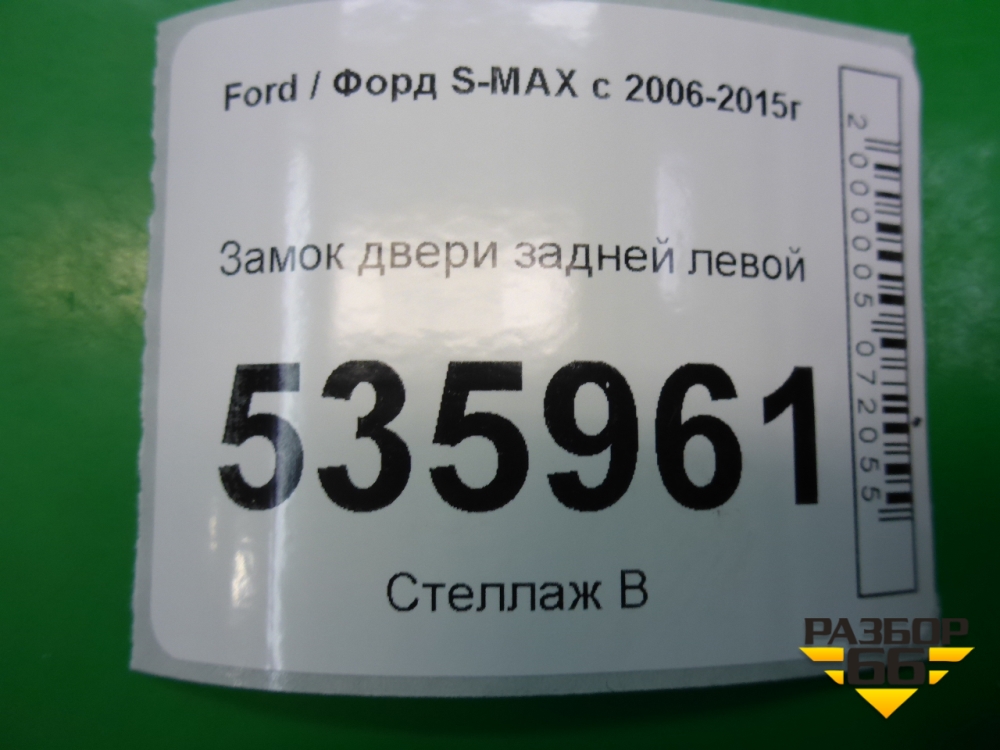 Ford / Форд S-MAX с 2006-2015г
Замок двери задней левой
535961
Стеллаж В
2000005072055
РАЗБОР
66